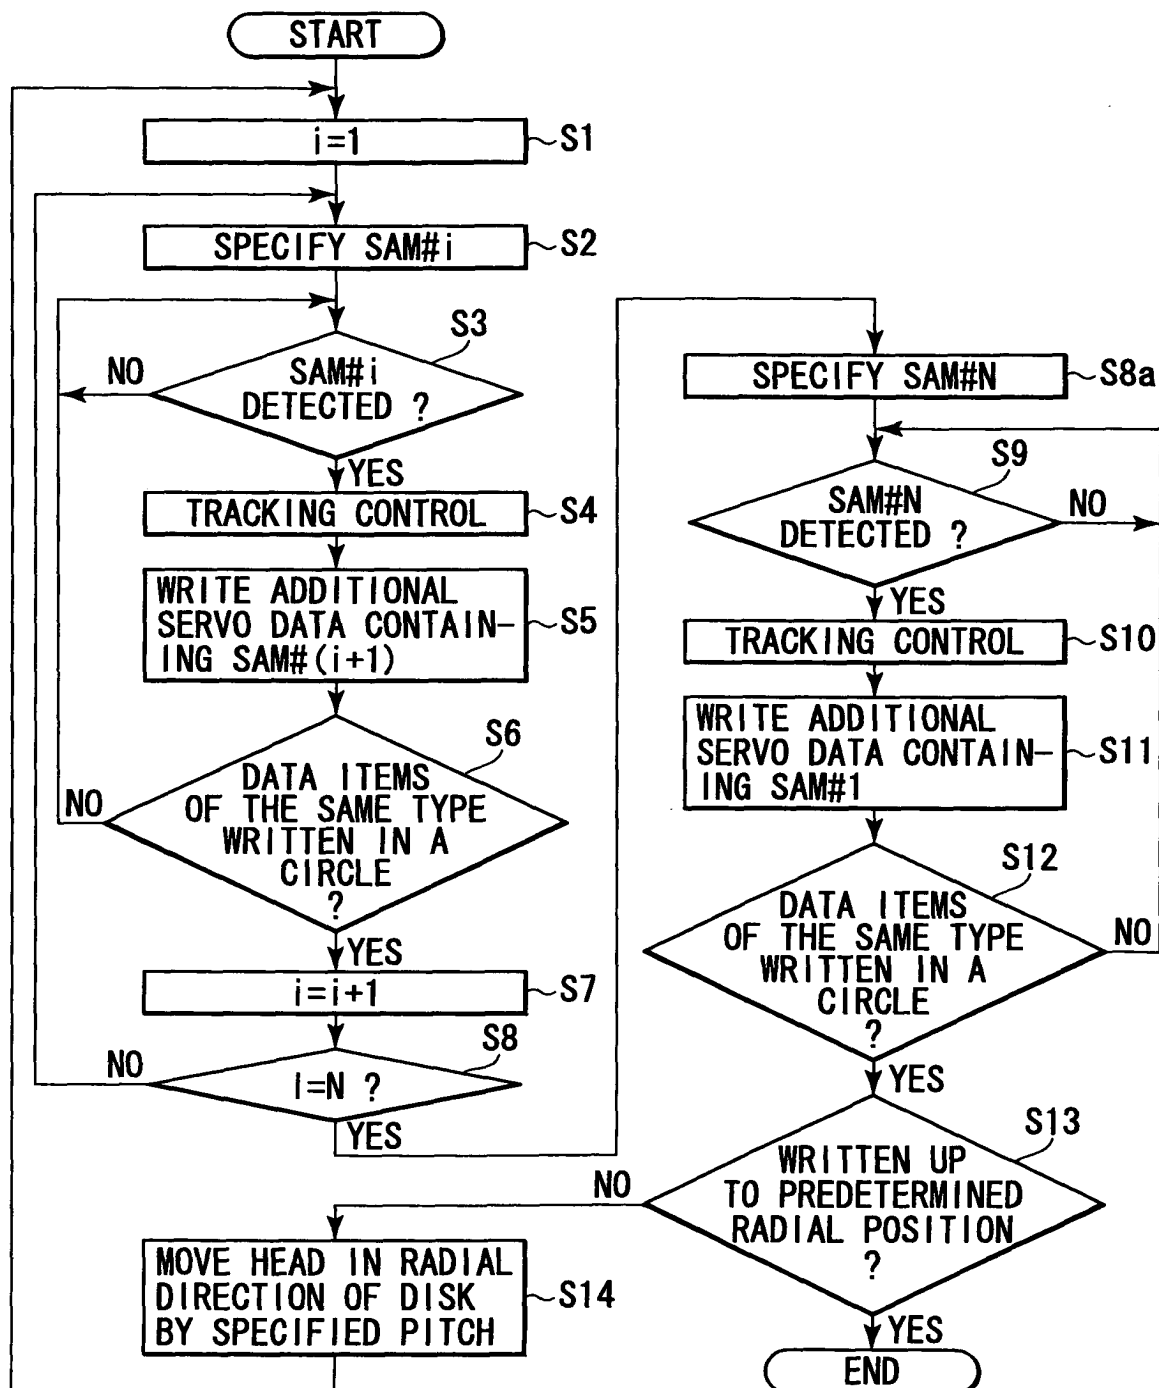 START
i=1
S1
SPECIFY SAM#i
S2
S3
SAM#i
DETECTED ?
NO
YES
TRACKING CONTROL
S4
WRITE ADDITIONAL
SERVO DATA CONTAIN-
ING SAM#(i+1)
S5
S6
DATA ITEMS
OF THE SAME TYPE
WRITTEN IN A
CIRCLE
?
NO
YES
i=i+1
S7
S8
i=N ?
NO
YES
SPECIFY SAM#N
S8a
S9
SAM#N
DETECTED ?
NO
YES
TRACKING CONTROL
S10
WRITE ADDITIONAL
SERVO DATA CONTAIN-
ING SAM#1
S11
S12
DATA ITEMS
OF THE SAME TYPE
WRITTEN IN A
CIRCLE
?
NO
YES
S13
WRITTEN UP
TO PREDETERMINED
RADIAL POSITION
?
NO
YES
MOVE HEAD IN RADIAL
DIRECTION OF DISK
BY SPECIFIED PITCH
S14
END